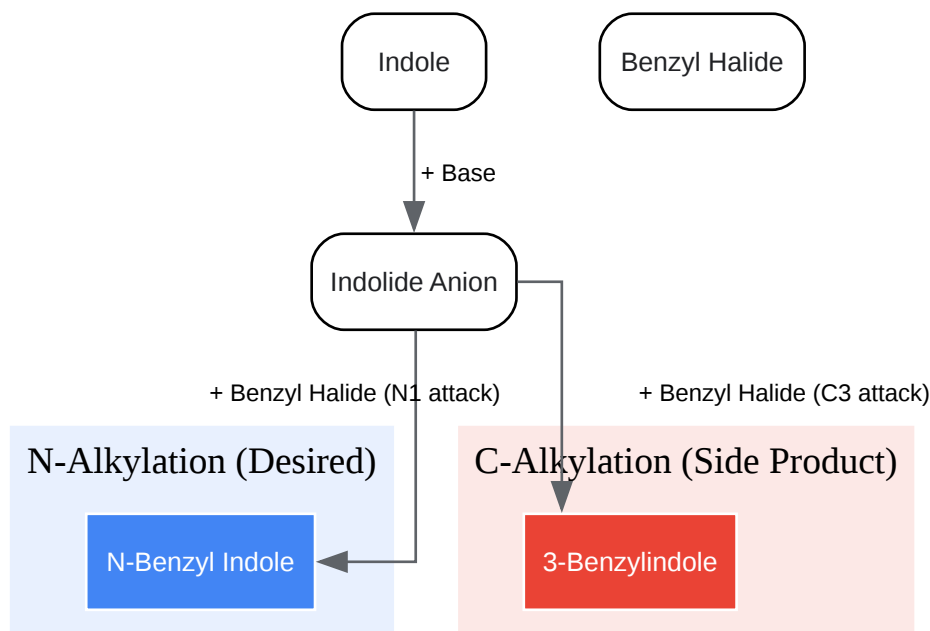 Indole
Benzyl Halide
+ Base
Indolide Anion
+ Benzyl Halide (N1 attack)
+ Benzyl Halide (C3 attack)
N-Alkylation (Desired)
C-Alkylation (Side Product)
N-Benzyl Indole
3-Benzylindole